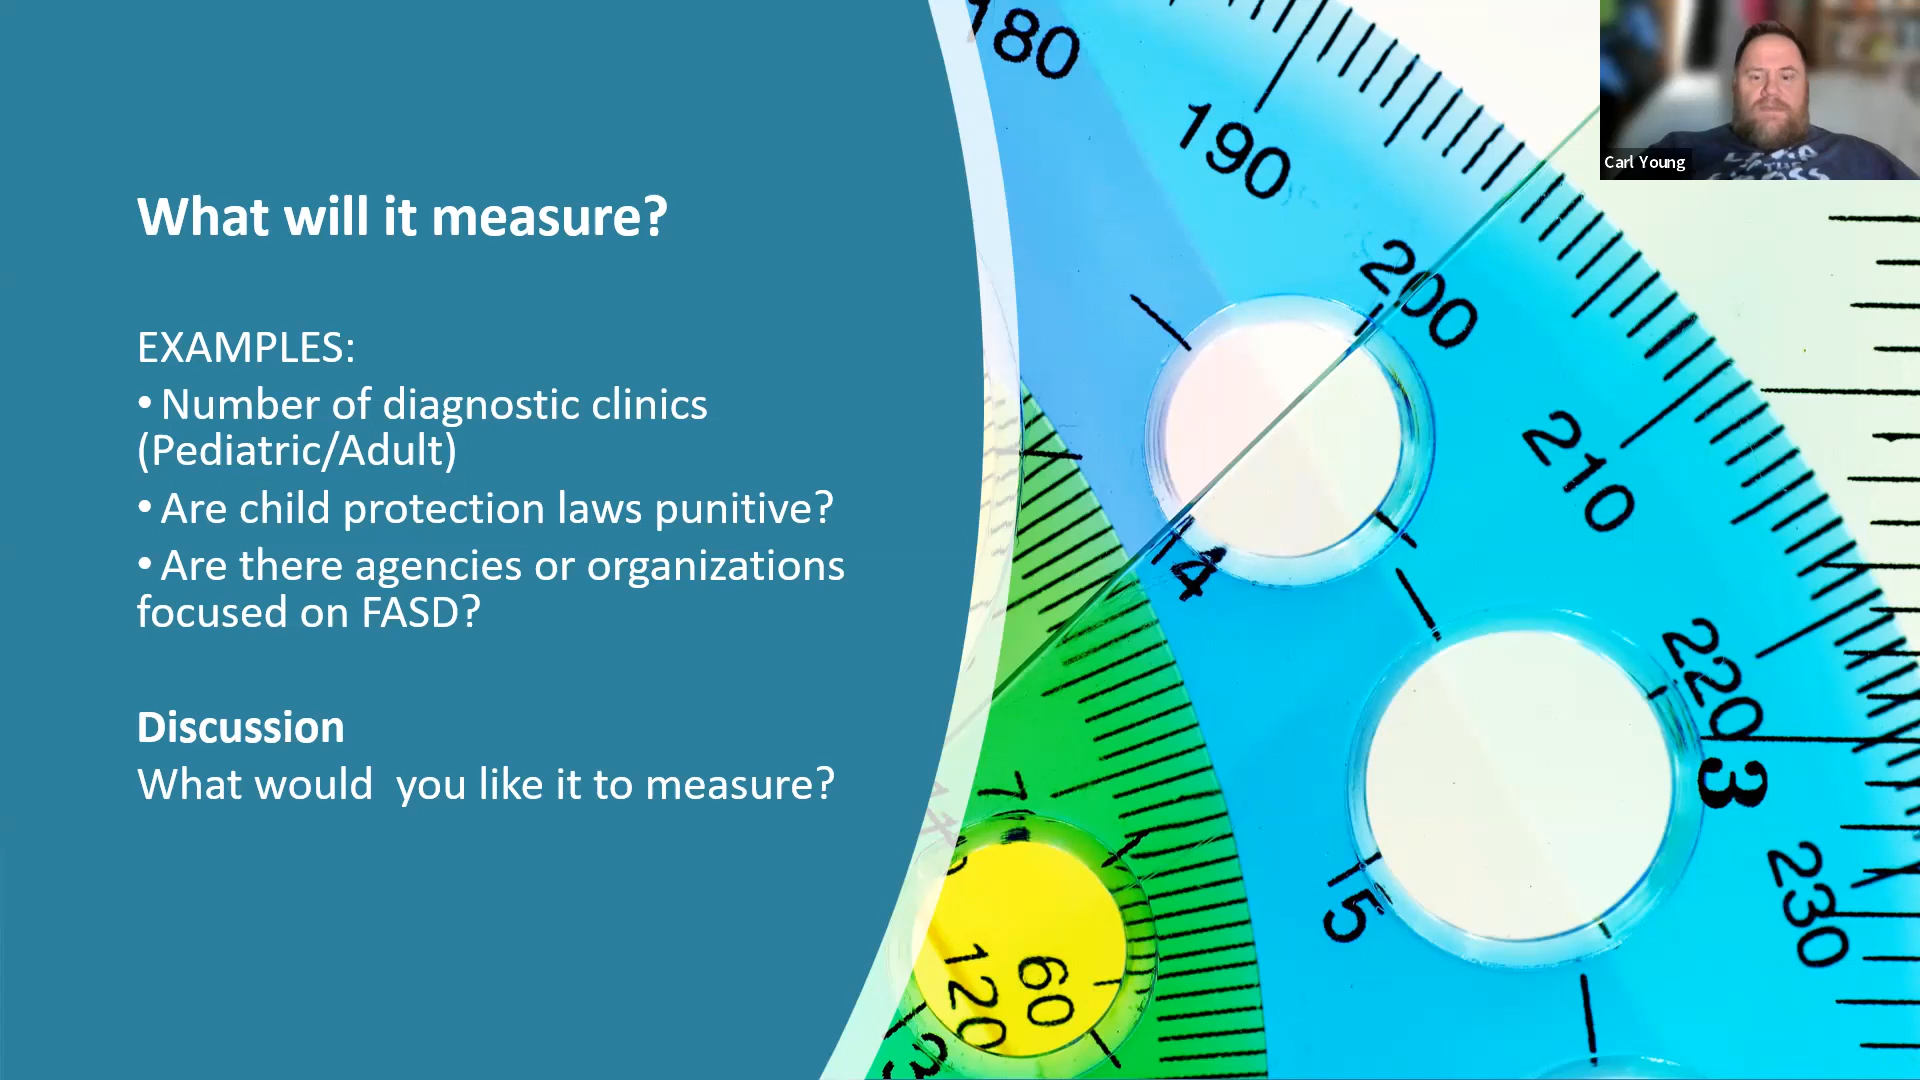 What will it measure?
EXAMPLES:
• Number of diagnostic clinics
(Pediatric/Adult)
• Are child protection laws punitive?
• Are there agencies or organizations
focused on FASD?
Discussion
What would  you like it to measure?
180
190
200
210
220
230
14
15
3
60
120
Carl Young